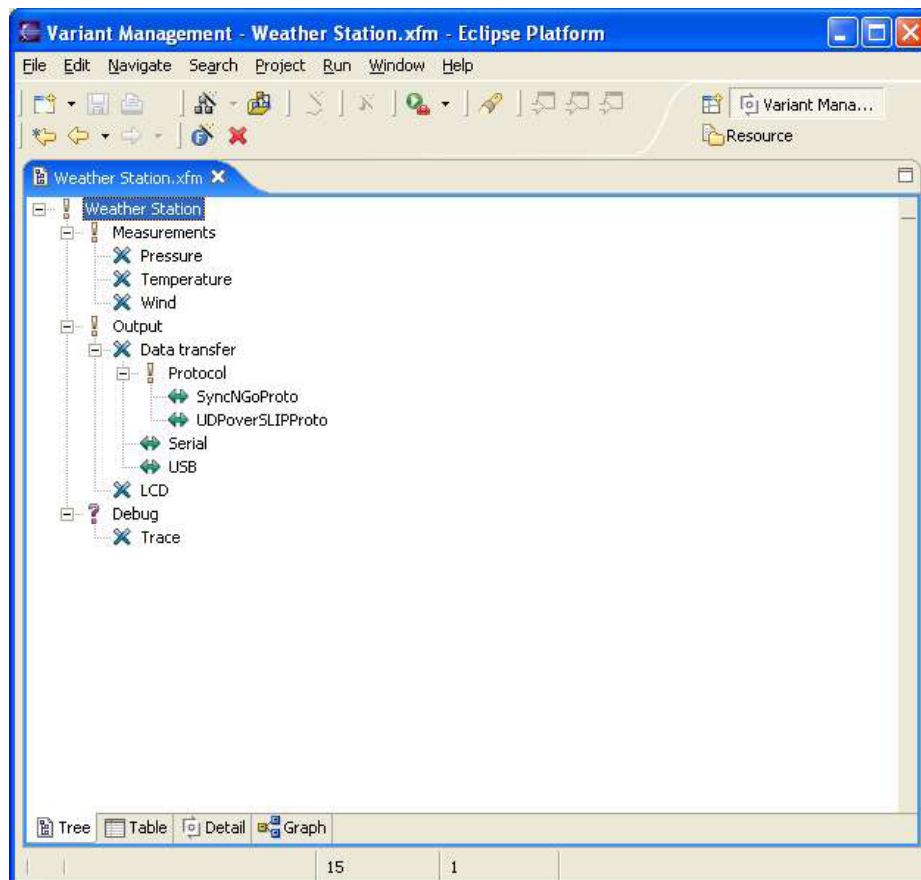 Variant Management - Weather Station.xfm - Eclipse Platform
File Edit Navigate Search Project Run Window Help
Variant Mana...
Resource
Weather Station.xfm
Weather Station
Measurements
Pressure
Temperature
Wind
Output
Data transfer
Protocol
SyncNGoProto
UDPoverSLIPProto
Serial
USB
LCD
Debug
Trace
Tree Table Detail Graph
15 1